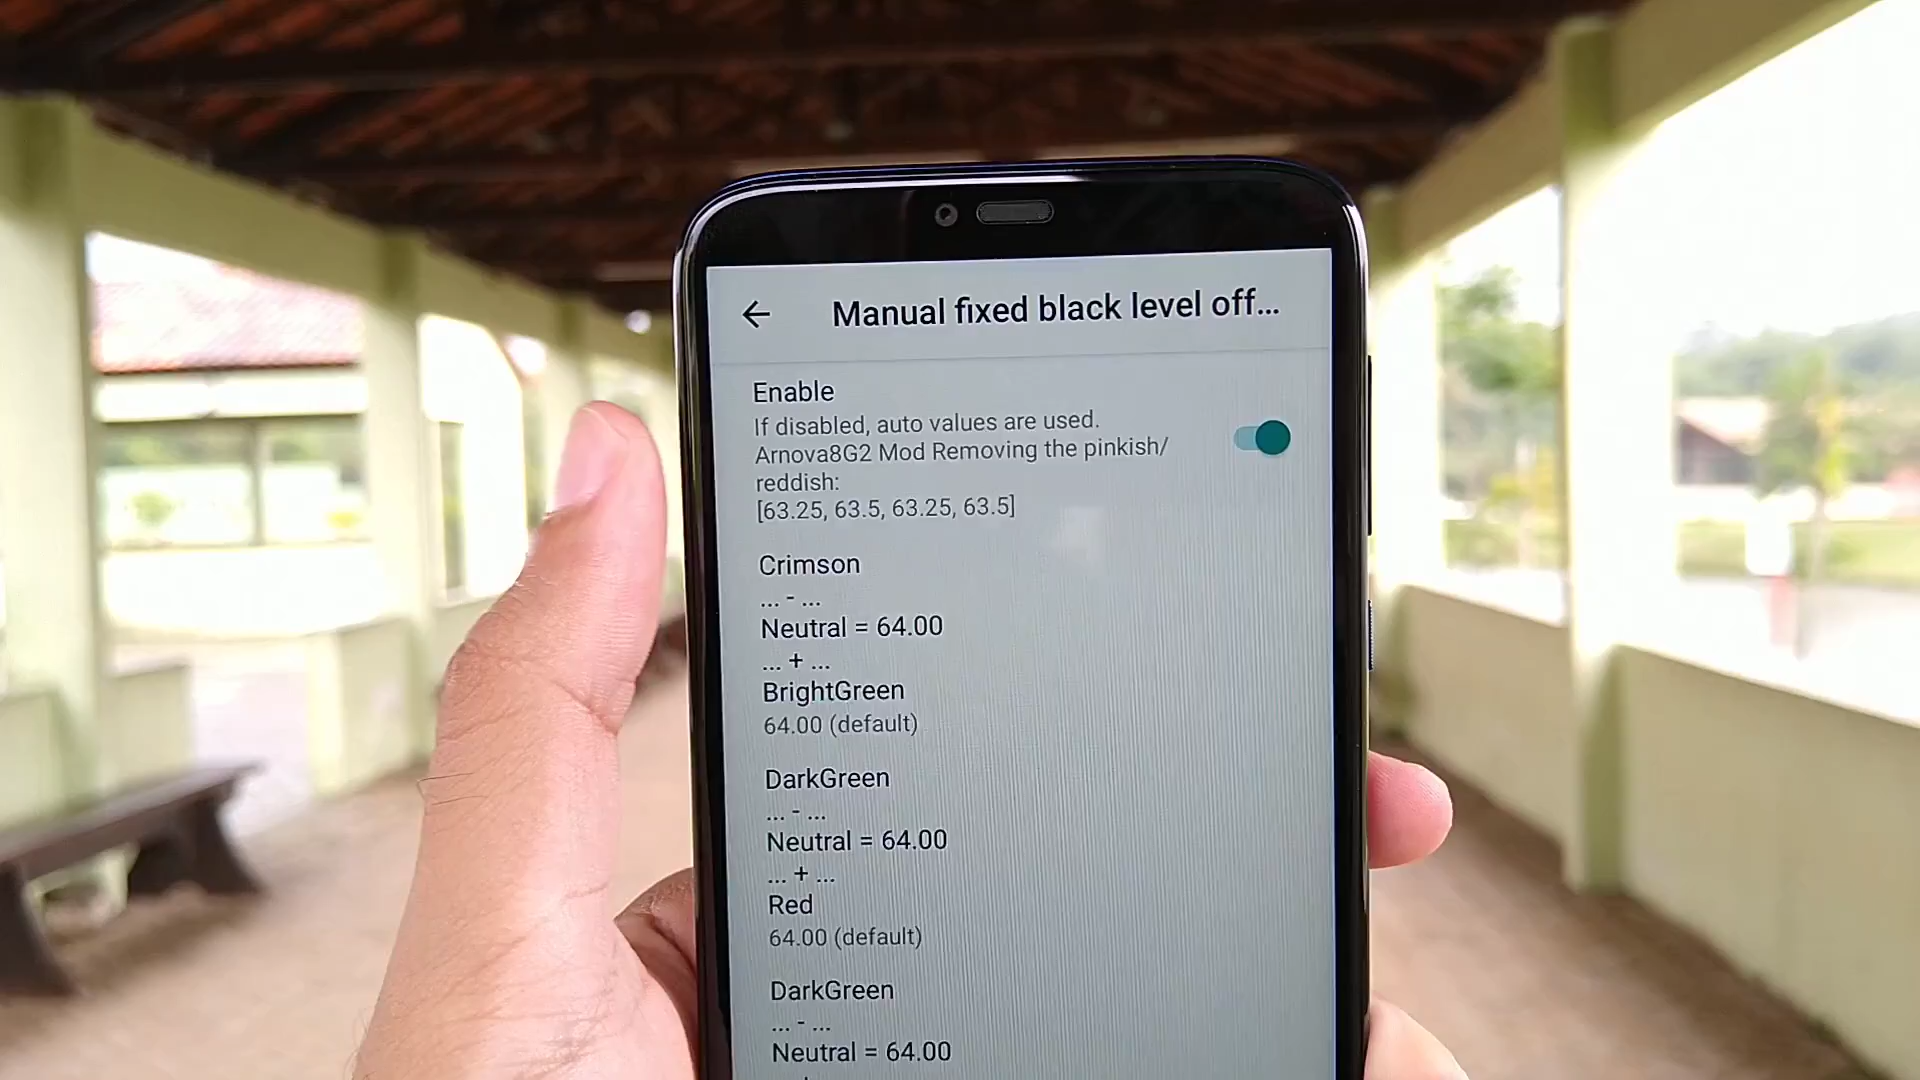 Manual fixed black level off...
Enable
If disabled, auto values are used.
Arnova8G2 Mod Removing the pinkish/
reddish:
[63.25, 63.5, 63.25, 63.5]
Crimson
... - ...
Neutral = 64.00
... + ...
BrightGreen
64.00 (default)
DarkGreen
... - ...
Neutral = 64.00
... + ...
Red
64.00 (default)
DarkGreen
... - ...
Neutral = 64.00